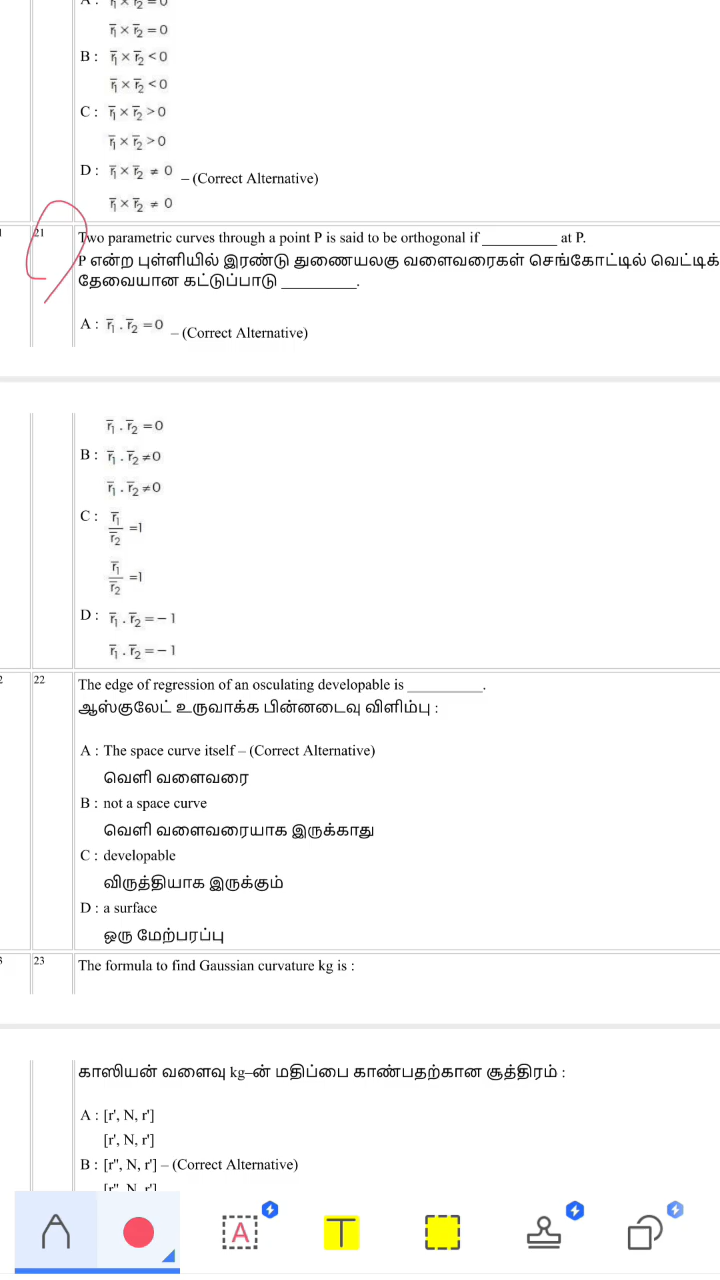 A : r̅₁ × r̅₂ = 0
r̅₁ × r̅₂ = 0
B : r̅₁ × r̅₂ < 0
r̅₁ × r̅₂ < 0
C : r̅₁ × r̅₂ > 0
r̅₁ × r̅₂ > 0
D : r̅₁ × r̅₂ ≠ 0 – (Correct Alternative)
r̅₁ × r̅₂ ≠ 0
21 Two parametric curves through a point P is said to be orthogonal if __________ at P.
P என்ற புள்ளியில் இரண்டு துணையலகு வளைவரைகள் செங்கோட்டில் வெட்டிக்
தேவையான கட்டுப்பாடு __________.
A : r̅₁ . r̅₂ = 0 – (Correct Alternative)
r̅₁ . r̅₂ = 0
B : r̅₁ . r̅₂ ≠ 0
r̅₁ . r̅₂ ≠ 0
C : r̅₁ / r̅₂ = 1
r̅₁ / r̅₂ = 1
D : r̅₁ . r̅₂ = – 1
r̅₁ . r̅₂ = – 1
2 22 The edge of regression of an osculating developable is __________.
ஆஸ்குலேட் உருவாக்க பின்னடைவு விளிம்பு :
A : The space curve itself – (Correct Alternative)
வெளி வளைவரை
B : not a space curve
வெளி வளைவரையாக இருக்காது
C : developable
விருத்தியாக இருக்கும்
D : a surface
ஒரு மேற்பரப்பு
3 23 The formula to find Gaussian curvature kg is :
காஸியன் வளைவு kg–ன் மதிப்பை காண்பதற்கான சூத்திரம் :
A : [r', N, r']
[r', N, r']
B : [r'', N, r'] – (Correct Alternative)
[r'' N r']
A
T